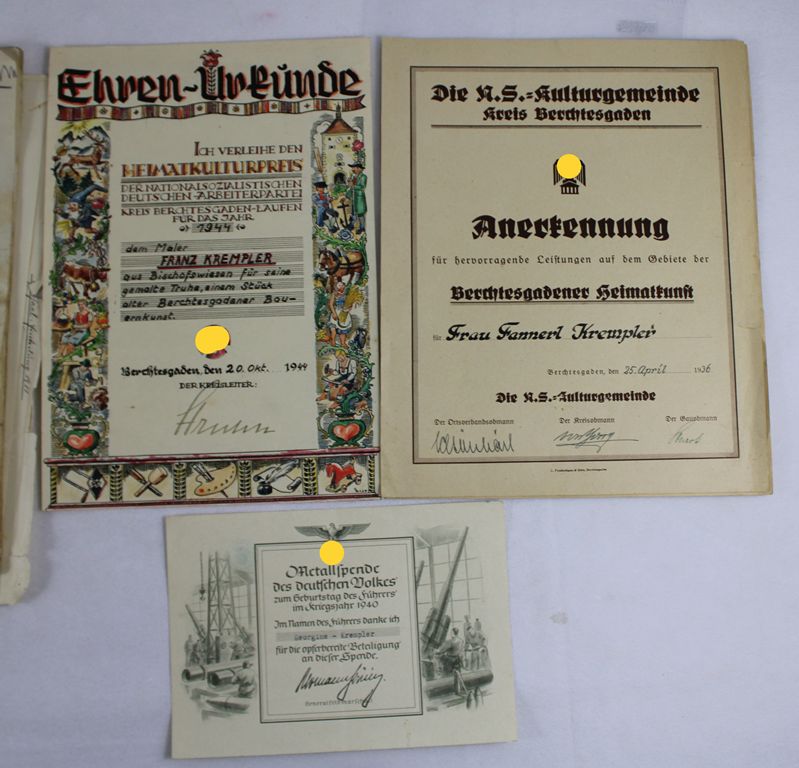 Ehren-Urkunde
ICH VERLEIHE DEN
HEIMATKULTURPREIS
DER NATIONALSOZIALISTISCHEN
DEUTSCHEN-ARBEITERPARTEI
KREIS BERCHTESGADEN-LAUFEN
FÜR DAS JAHR
1944
dem Maler
FRANZ KREMPLER
aus Bischofswiesen für seine
gemalte Truhe, einem Stück
alter Berchtesgadener Bau-
ernkunst.
Berchtesgaden, den 20. Okt. 1944
DER KREISLEITER:
Die N.S.=Kulturgemeinde
Kreis Berchtesgaden
Anerkennung
für hervorragende Leistungen auf dem Gebiete der
Berchtesgadener Heimatkunst
für Frau Fannerl Krempler
Berchtesgaden, den 25. April 1936
Die N.S.=Kulturgemeinde
Der Ortsverbandsobmann Der Kreisobmann Der Gauobmann
Metallspende
des deutschen Volkes
zum Geburtstag des Führers
im Kriegsjahr 1940
Im Namen des Führers danke ich
Georgine - Krempler
für die opferbereite Beteiligung
an dieser Spende.
Hermann Göring
Generalfeldmarschall